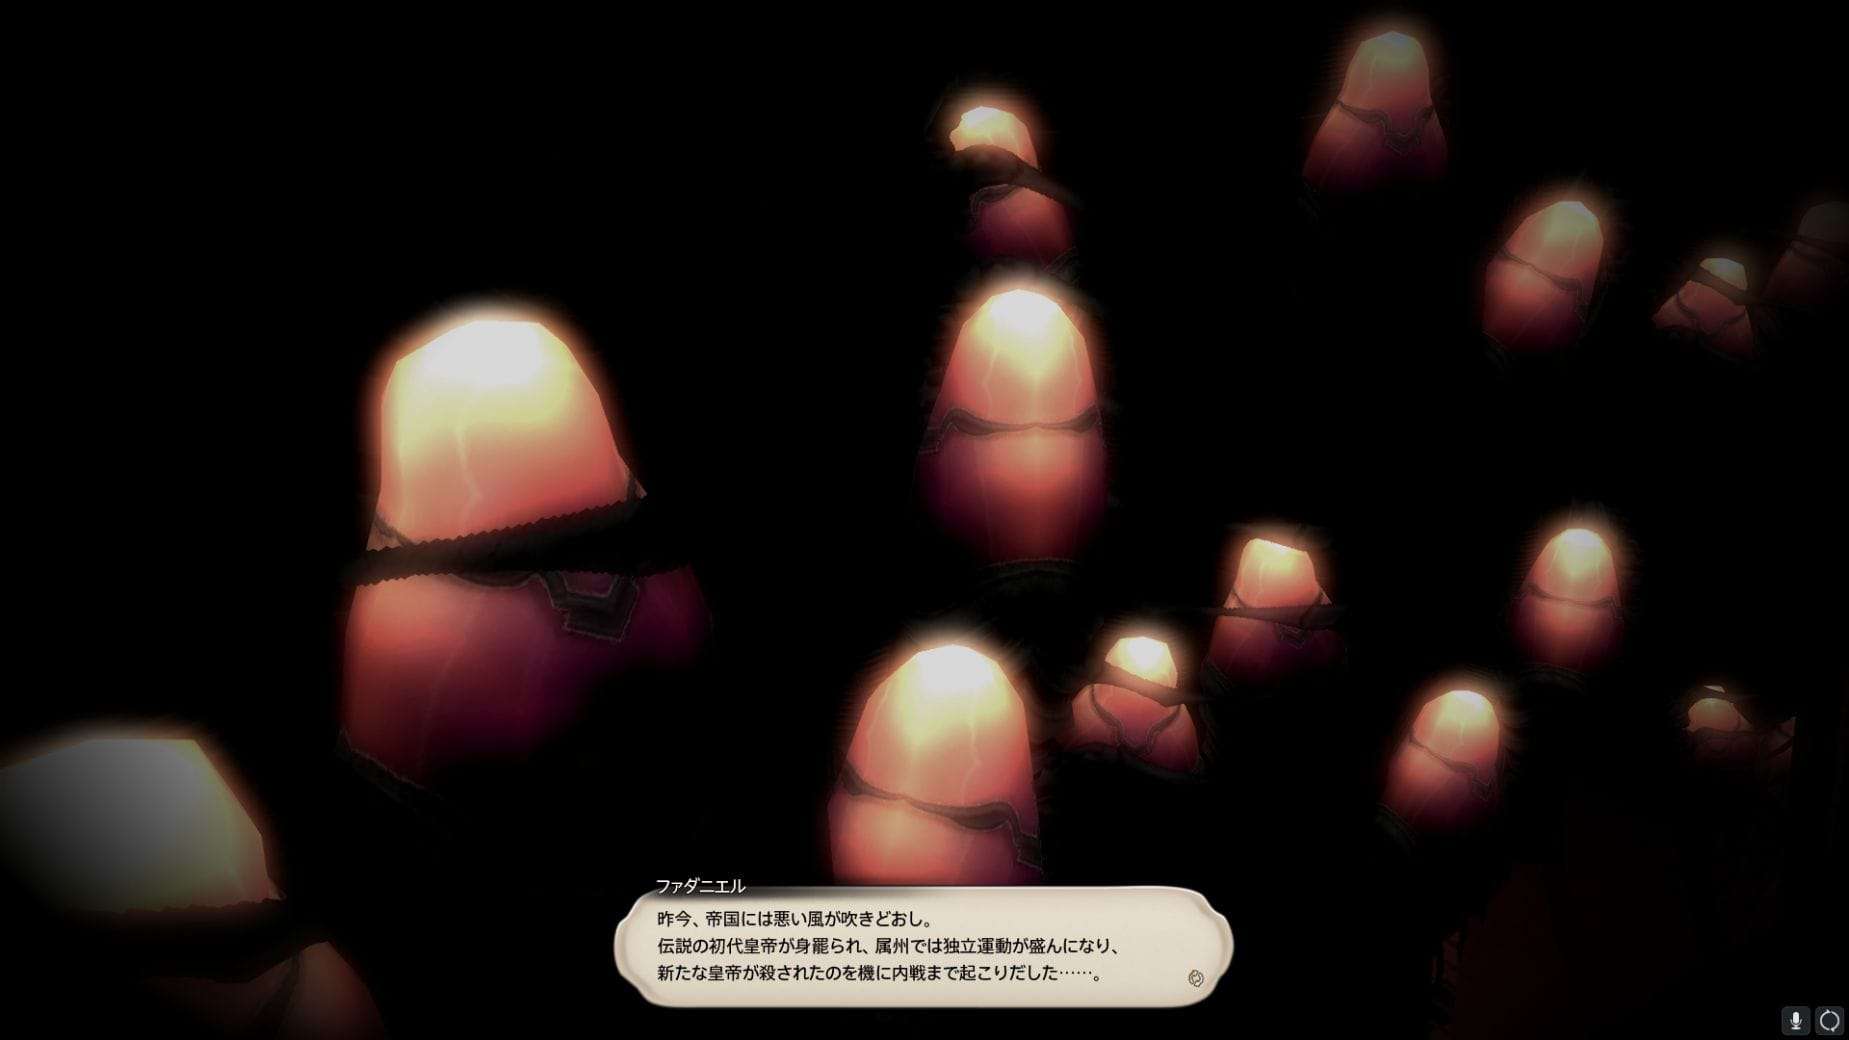 ファダニエル
昨今、帝国には悪い風が吹きどおし。
伝説の初代皇帝が身罷られ、属州では独立運動が盛んになり、
新たな皇帝が殺されたのを機に内戦まで起こりだした……。